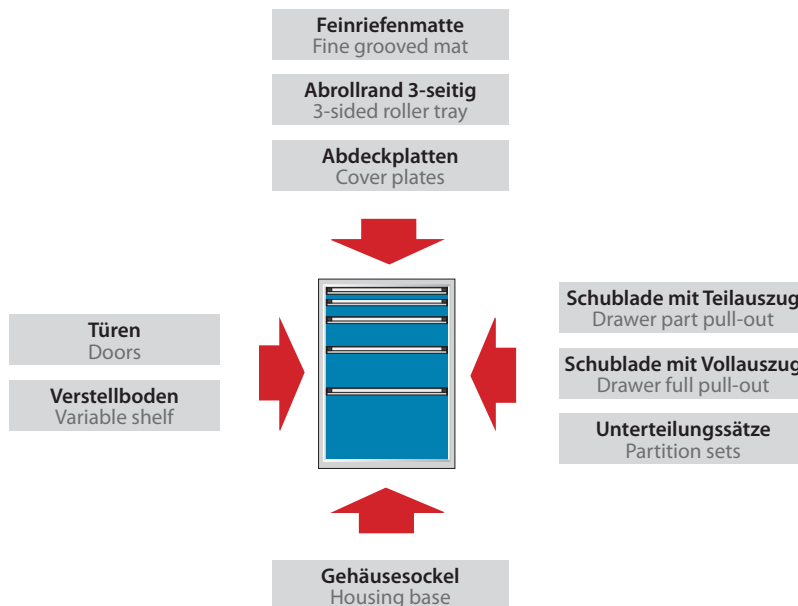 Feinriefenmatte
Fine grooved mat
Abrollrand 3-seitig
3-sided roller tray
Abdeckplatten
Cover plates
Türen
Doors
Verstellboden
Variable shelf
Schublade mit Teilauszug
Drawer part pull-out
Schublade mit Vollauszug
Drawer full pull-out
Unterteilungssätze
Partition sets
Gehäusesockel
Housing base